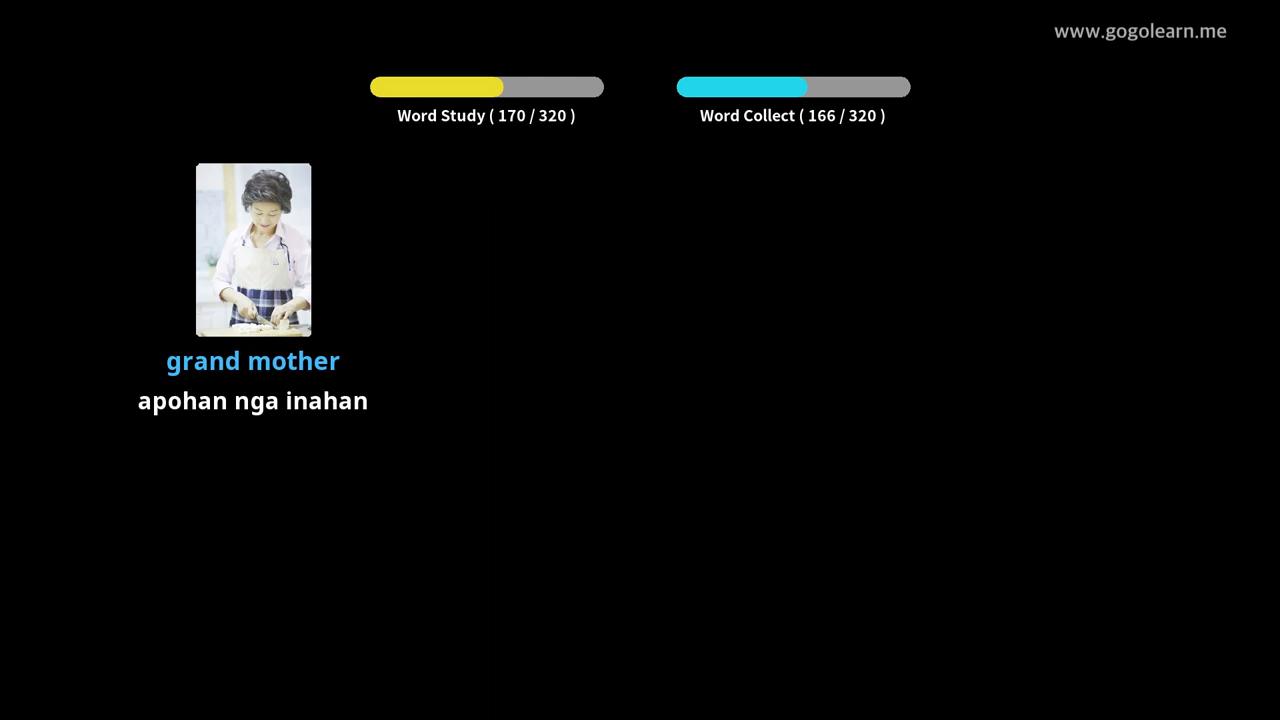 www.gogolearn.me
Word Study ( 170 / 320 )
Word Collect ( 166 / 320 )
grand mother
apohan nga inahan